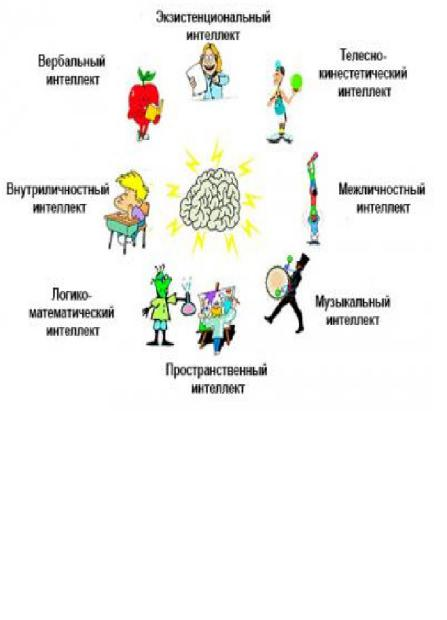 Экзистенциональный
интеллект
Вербальный
интеллект
Телесно-
кинестетический
интеллект
Внутриличностный
интеллект
Межличностный
интеллект
Логико-
математический
интеллект
Музыкальный
интеллект
Пространственный
интеллект